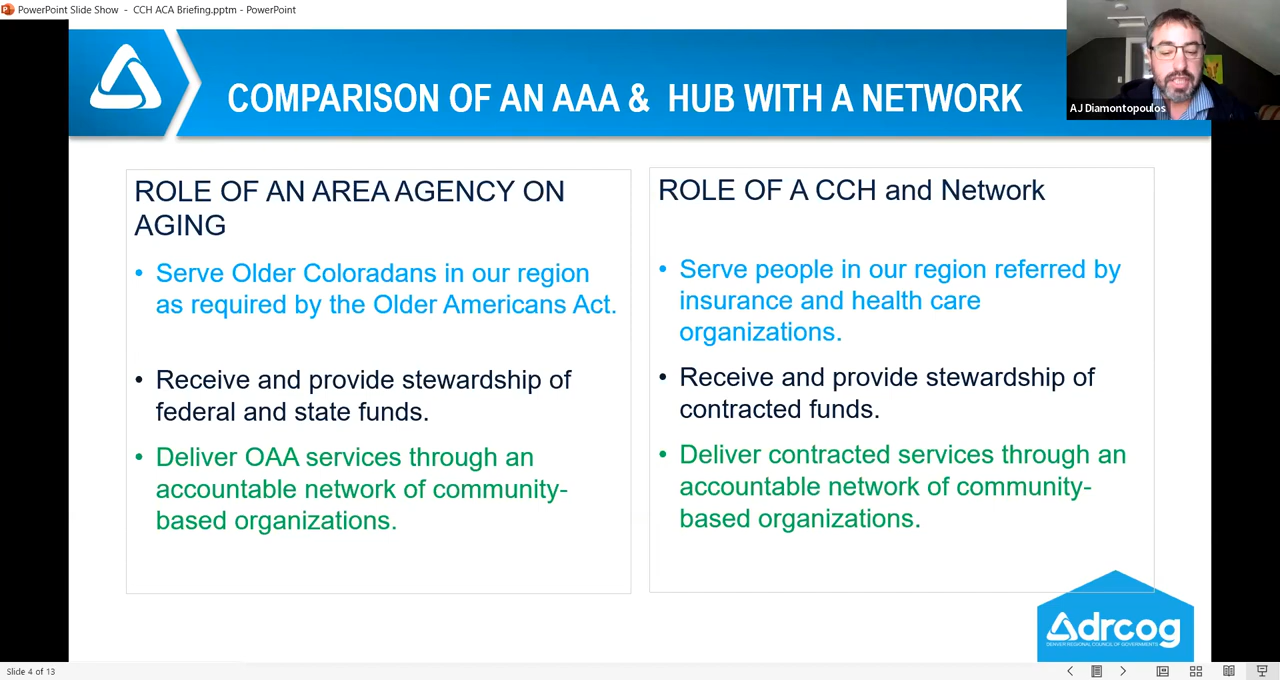 PowerPoint Slide Show - CCH ACA Briefing.pptm - PowerPoint
COMPARISON OF AN AAA & HUB WITH A NETWORK
AJ Diamontopoulos
ROLE OF AN AREA AGENCY ON
AGING
• Serve Older Coloradans in our region
as required by the Older Americans Act.
• Receive and provide stewardship of
federal and state funds.
• Deliver OAA services through an
accountable network of community-
based organizations.
ROLE OF A CCH and Network
• Serve people in our region referred by
insurance and health care
organizations.
• Receive and provide stewardship of
contracted funds.
• Deliver contracted services through an
accountable network of community-
based organizations.
drcog
DENVER REGIONAL COUNCIL OF GOVERNMENTS
Slide 4 of 13